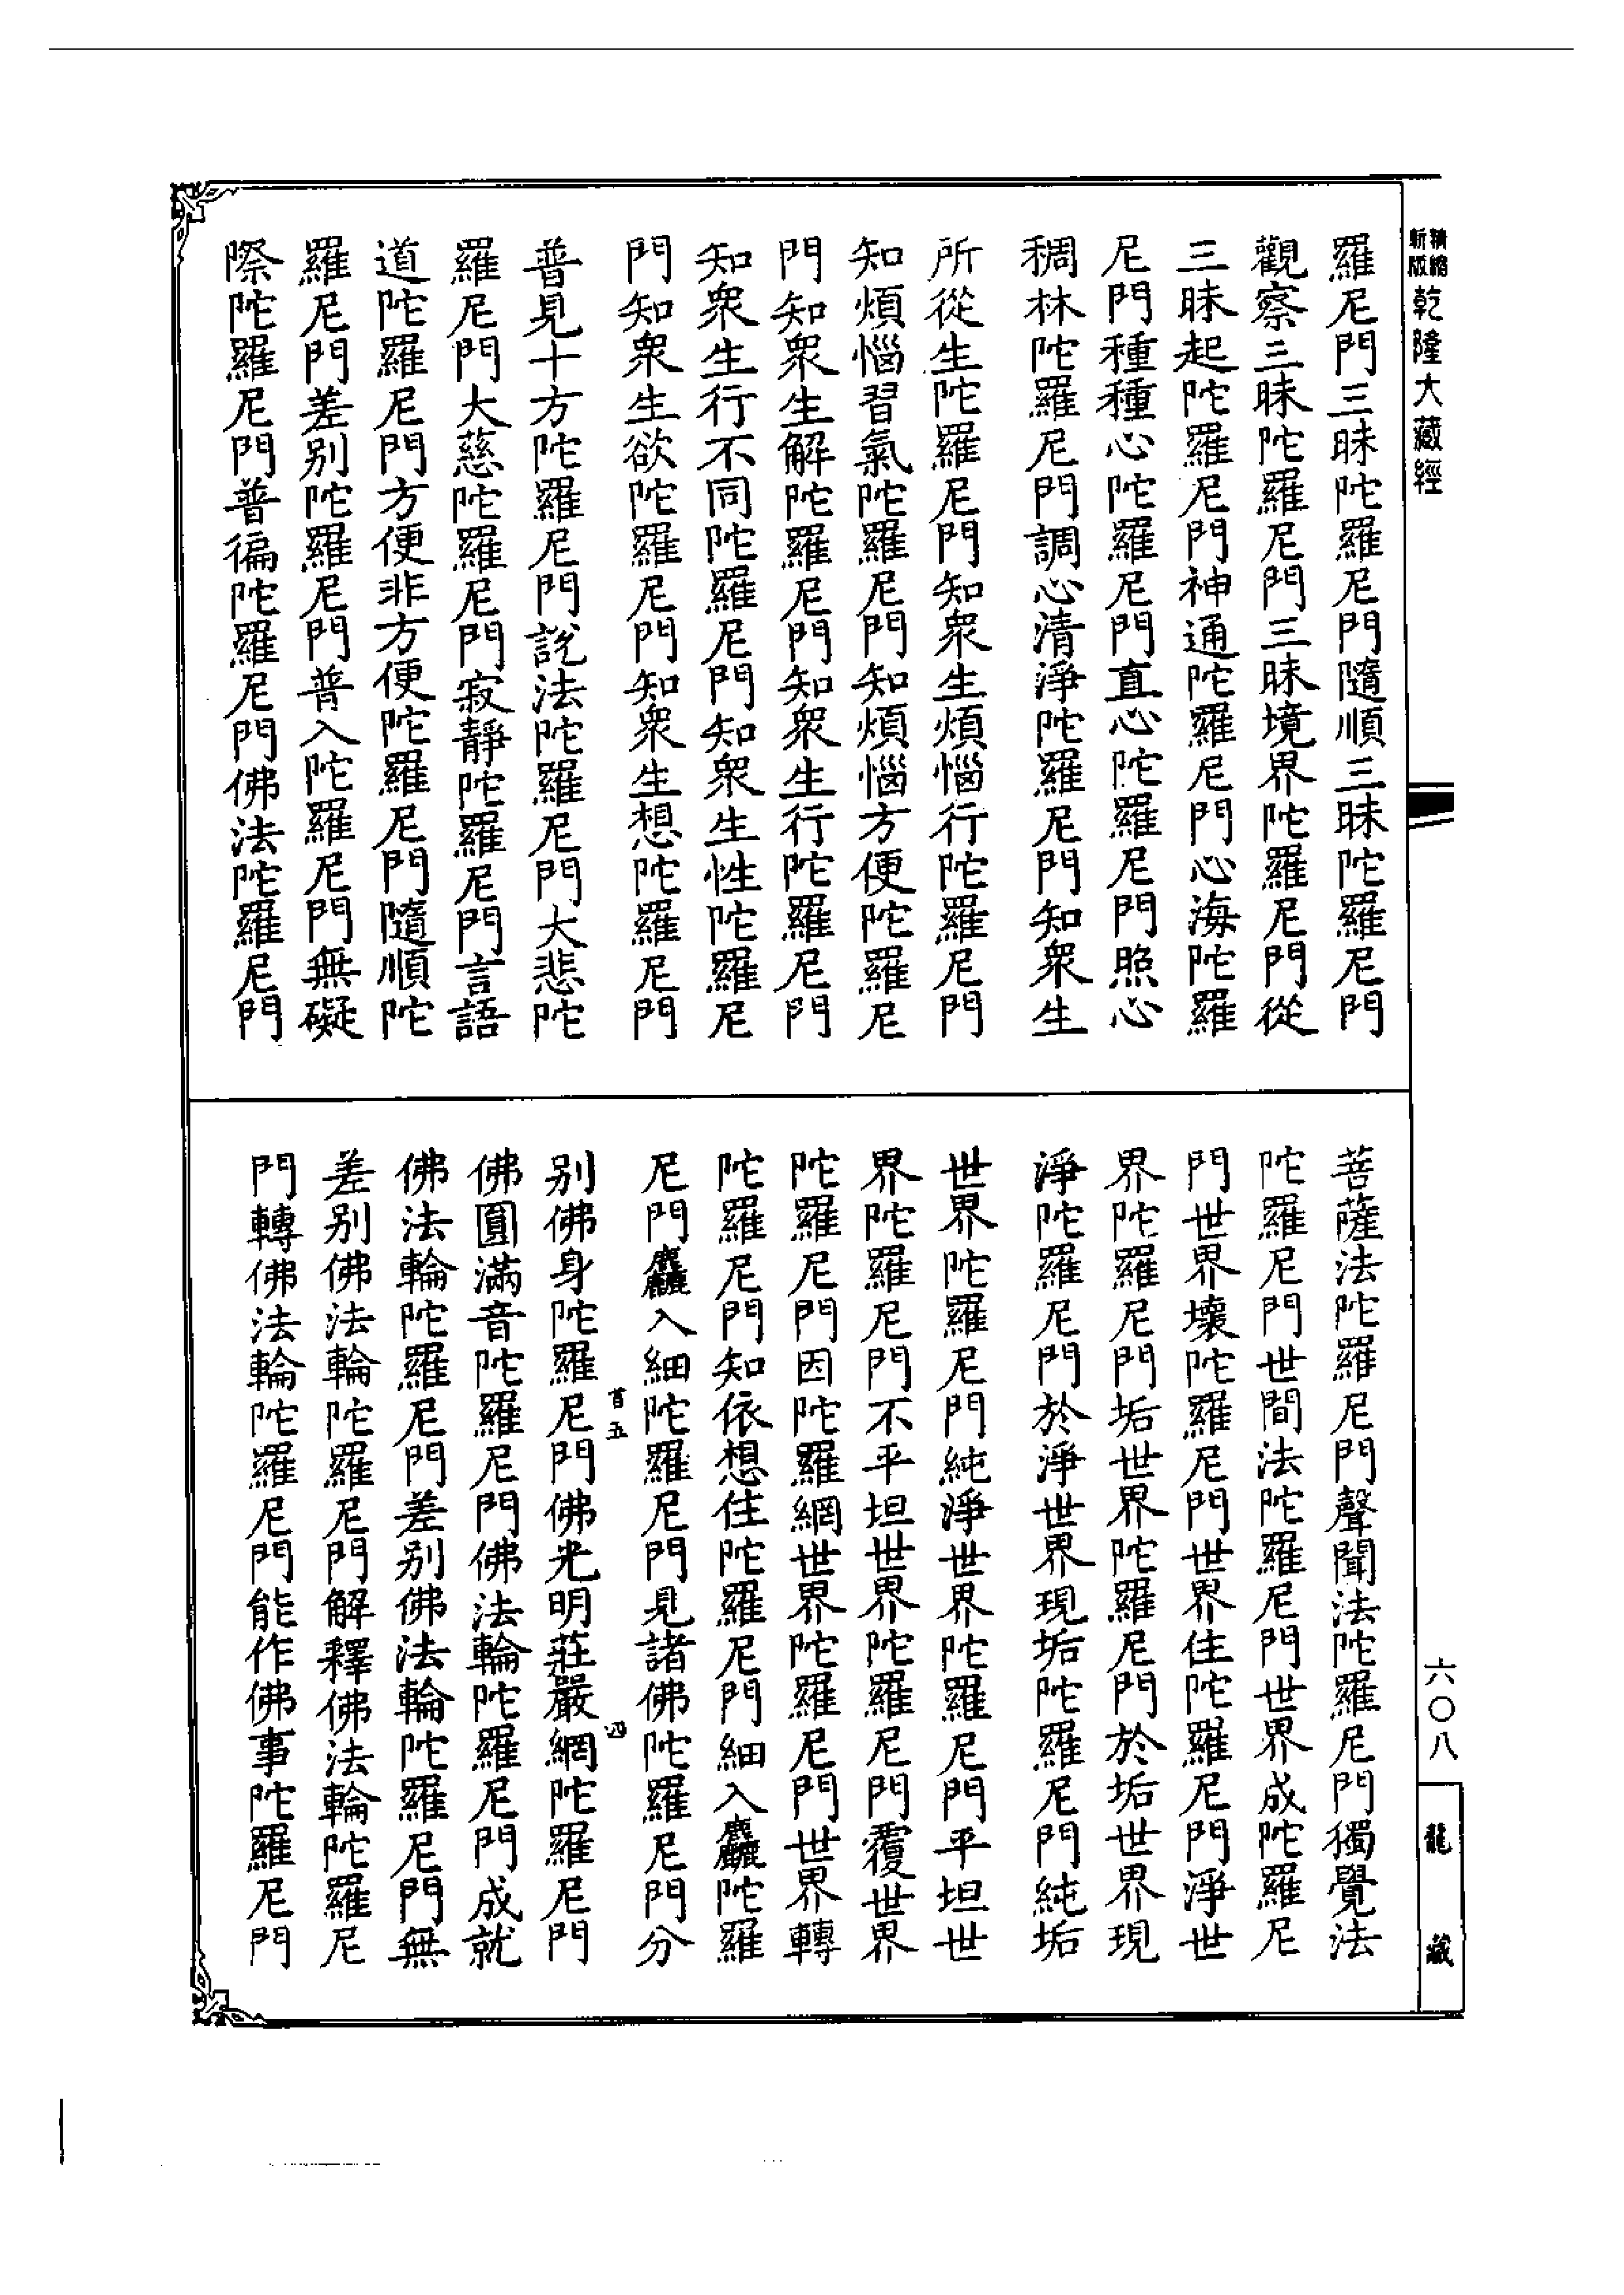 精縮
新版
乾隆大藏經
羅尼門三昧陀羅尼門隨順三昧陀羅尼門
觀察三昧陀羅尼門三昧境界陀羅尼門從
三昧起陀羅尼門神通陀羅尼門心海陀羅
尼門種種心陀羅尼門直心陀羅尼門照心
稠林陀羅尼門調心清淨陀羅尼門知眾生
所從生陀羅尼門知眾生煩惱行陀羅尼門
知煩惱習氣陀羅尼門知煩惱方便陀羅尼
門知眾生解陀羅尼門知眾生行陀羅尼門
知眾生行不同陀羅尼門知眾生性陀羅尼
門知眾生欲陀羅尼門知眾生想陀羅尼門
普見十方陀羅尼門說法陀羅尼門大悲陀
羅尼門大慈陀羅尼門寂靜陀羅尼門言語
道陀羅尼門方便非方便陀羅尼門隨順陀
羅尼門差別陀羅尼門普入陀羅尼門無礙
際陀羅尼門普徧陀羅尼門佛法陀羅尼門
菩薩法陀羅尼門聲聞法陀羅尼門獨覺法
陀羅尼門世間法陀羅尼門世界成陀羅尼
門世界壞陀羅尼門世界住陀羅尼門淨世
界陀羅尼門垢世界陀羅尼門於垢世界現
淨陀羅尼門於淨世界現垢陀羅尼門純垢
世界陀羅尼門純淨世界陀羅尼門平坦世
界陀羅尼門不平坦世界陀羅尼門覆世界
陀羅尼門因陀羅網世界陀羅尼門世界轉
陀羅尼門知依想住陀羅尼門細入麤陀羅
尼門麤入細陀羅尼門見諸佛陀羅尼門分
首五 四
別佛身陀羅尼門佛光明莊嚴網陀羅尼門
佛圓滿音陀羅尼門佛法輪陀羅尼門成就
佛法輪陀羅尼門差別佛法輪陀羅尼門無
差別佛法輪陀羅尼門解釋佛法輪陀羅尼
門轉佛法輪陀羅尼門能作佛事陀羅尼門
六〇八
龍藏